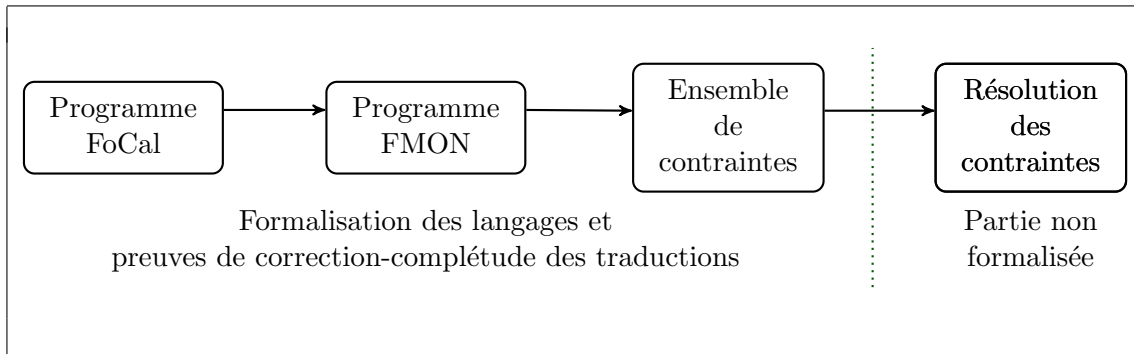 Programme
FoCal
Programme
FMON
Ensemble
de
contraintes
Résolution
des
contraintes
Formalisation des langages et
preuves de correction-complétude des traductions
Partie non
formalisée